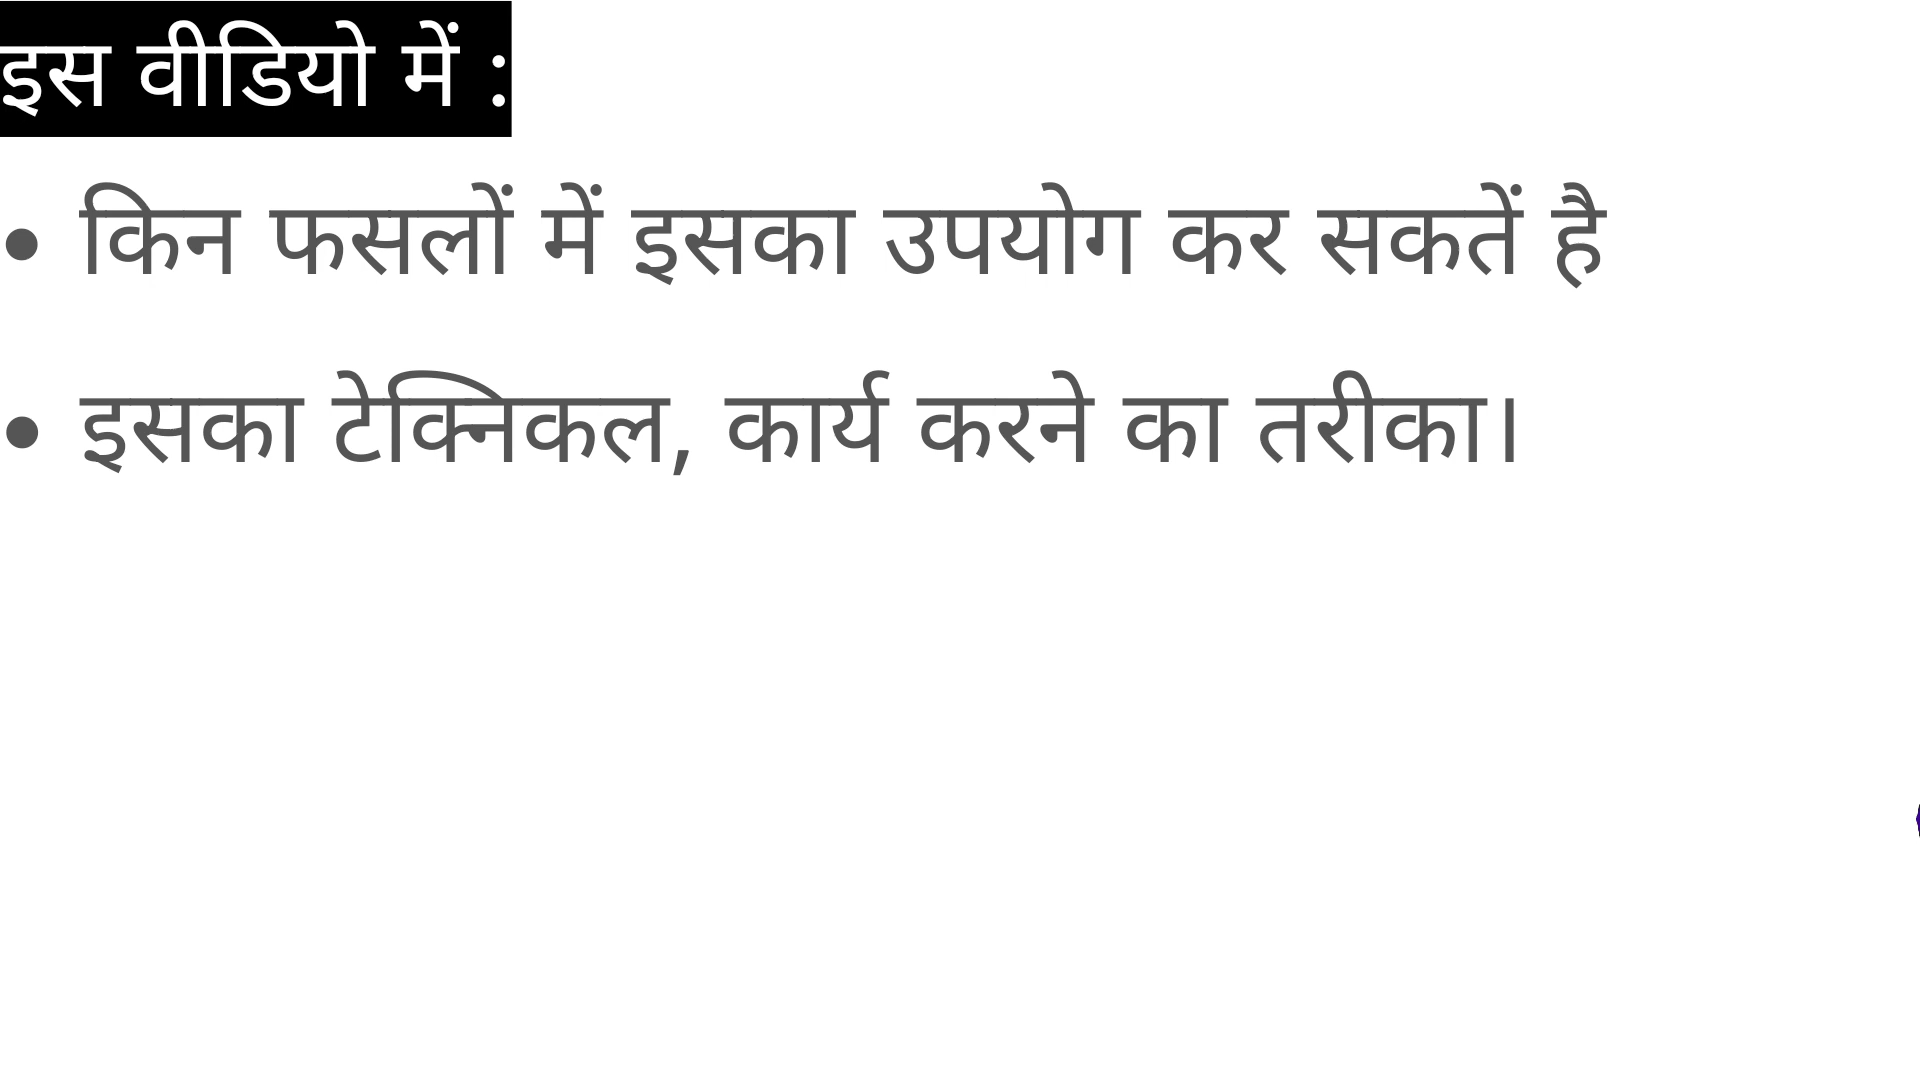 इस वीडियो में :
• किन फसलों में इसका उपयोग कर सकतें है
• इसका टेक्निकल, कार्य करने का तरीका।